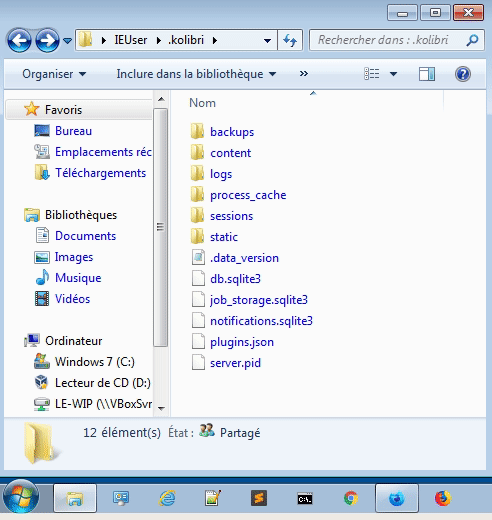 IEUser ▸ .kolibri ▸
Rechercher dans : .kolibri
Organiser
Inclure dans la bibliothèque
»
Favoris
Bureau
Emplacements réc
Téléchargements
Bibliothèques
Documents
Images
Musique
Vidéos
Ordinateur
Windows 7 (C:)
Lecteur de CD (D:)
LE-WIP (\\VBoxSvr
Nom
backups
content
logs
process_cache
sessions
static
.data_version
db.sqlite3
job_storage.sqlite3
notifications.sqlite3
plugins.json
server.pid
12 élément(s) État : Partagé